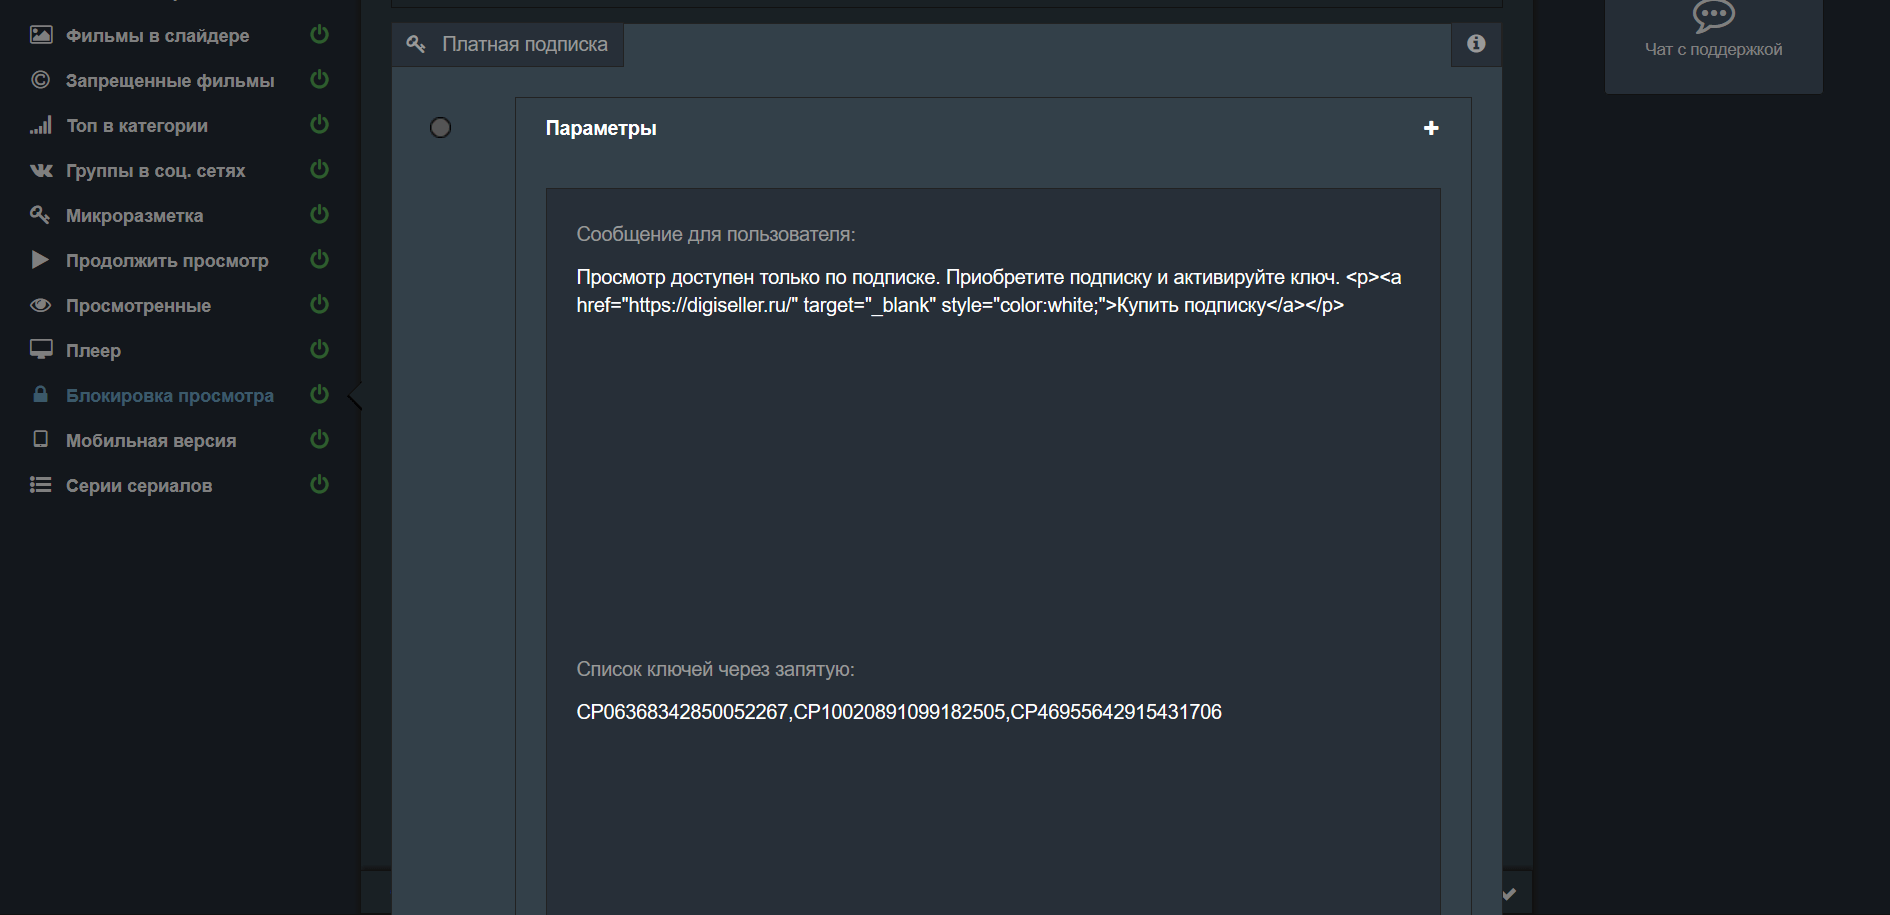 Фильмы в слайдере
Запрещенные фильмы
Топ в категории
Группы в соц. сетях
Микроразметка
Продолжить просмотр
Просмотренные
Плеер
Блокировка просмотра
Мобильная версия
Серии сериалов
Платная подписка
Параметры
Сообщение для пользователя:
Просмотр доступен только по подписке. Приобретите подписку и активируйте ключ. <p><a
href="https://digiseller.ru/" target="_blank" style="color:white;">Купить подписку</a></p>
Список ключей через запятую:
CP06368342850052267,CP10020891099182505,CP46955642915431706
Чат с поддержкой